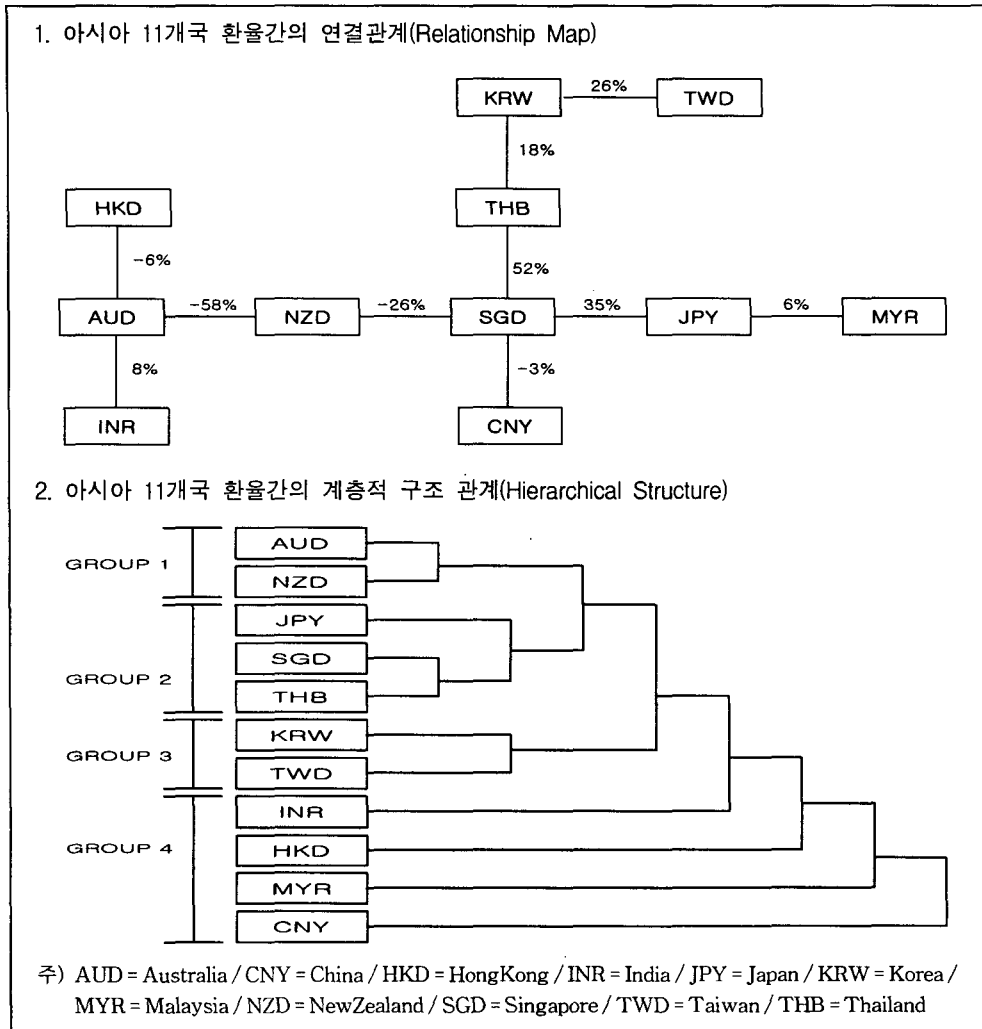 1. 아시아 11개국 환율간의 연결관계(Relationship Map)
KRW 26% TWD
18%
HKD THB
-6% 52%
AUD -58% NZD -26% SGD 35% JPY 6% MYR
8% -3%
INR CNY
2. 아시아 11개국 환율간의 계층적 구조 관계(Hierarchical Structure)
AUD
GROUP 1
NZD
JPY
SGD
GROUP 2
THB
KRW
GROUP 3
TWD
INR
HKD
GROUP 4
MYR
CNY
주) AUD = Australia / CNY = China / HKD = HongKong / INR = India / JPY = Japan / KRW = Korea /
MYR = Malaysia / NZD = NewZealand / SGD = Singapore / TWD = Taiwan / THB = Thailand